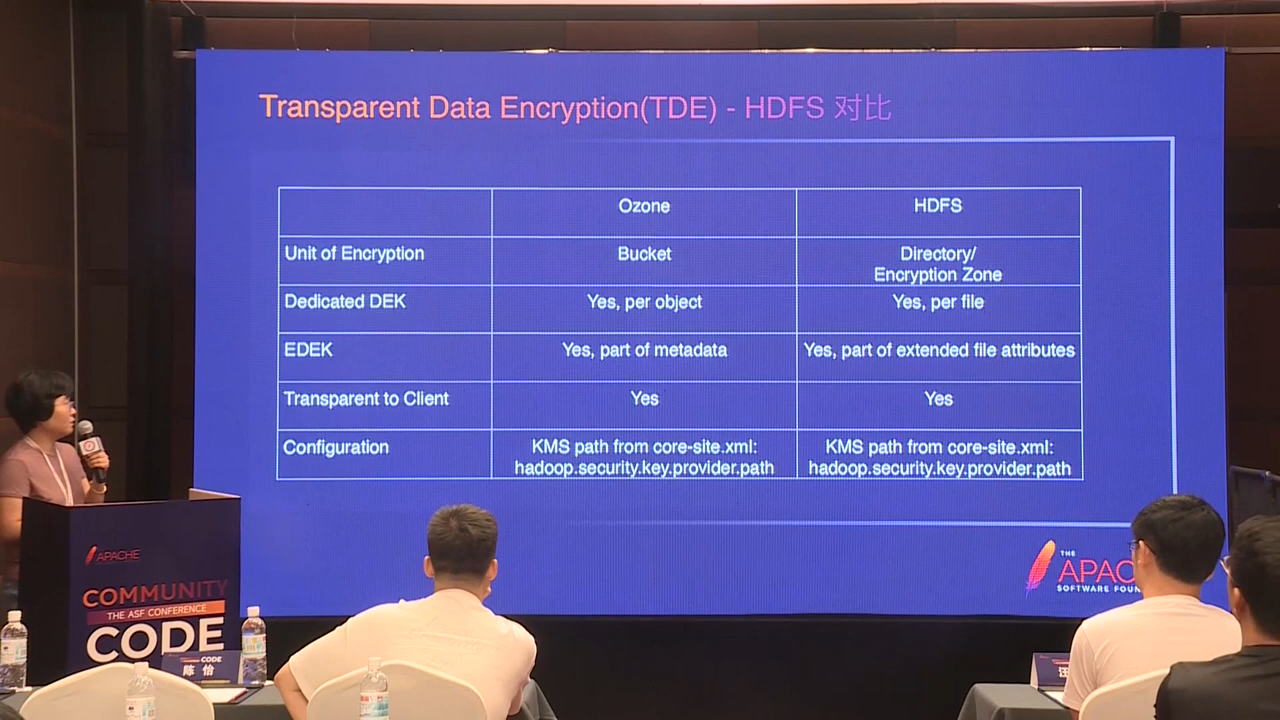 Transparent Data Encryption(TDE) - HDFS 对比
Ozone
HDFS
Unit of Encryption
Bucket
Directory/
Encryption Zone
Dedicated DEK
Yes, per object
Yes, per file
EDEK
Yes, part of metadata
Yes, part of extended file attributes
Transparent to Client
Yes
Yes
Configuration
KMS path from core-site.xml:
hadoop.security.key.provider.path
KMS path from core-site.xml:
hadoop.security.key.provider.path
THE
APAC
SOFTWARE FOUN
APACHE
COMMUNITY
THE ASF CONFERENCE
CODE
CODE
陈 怡